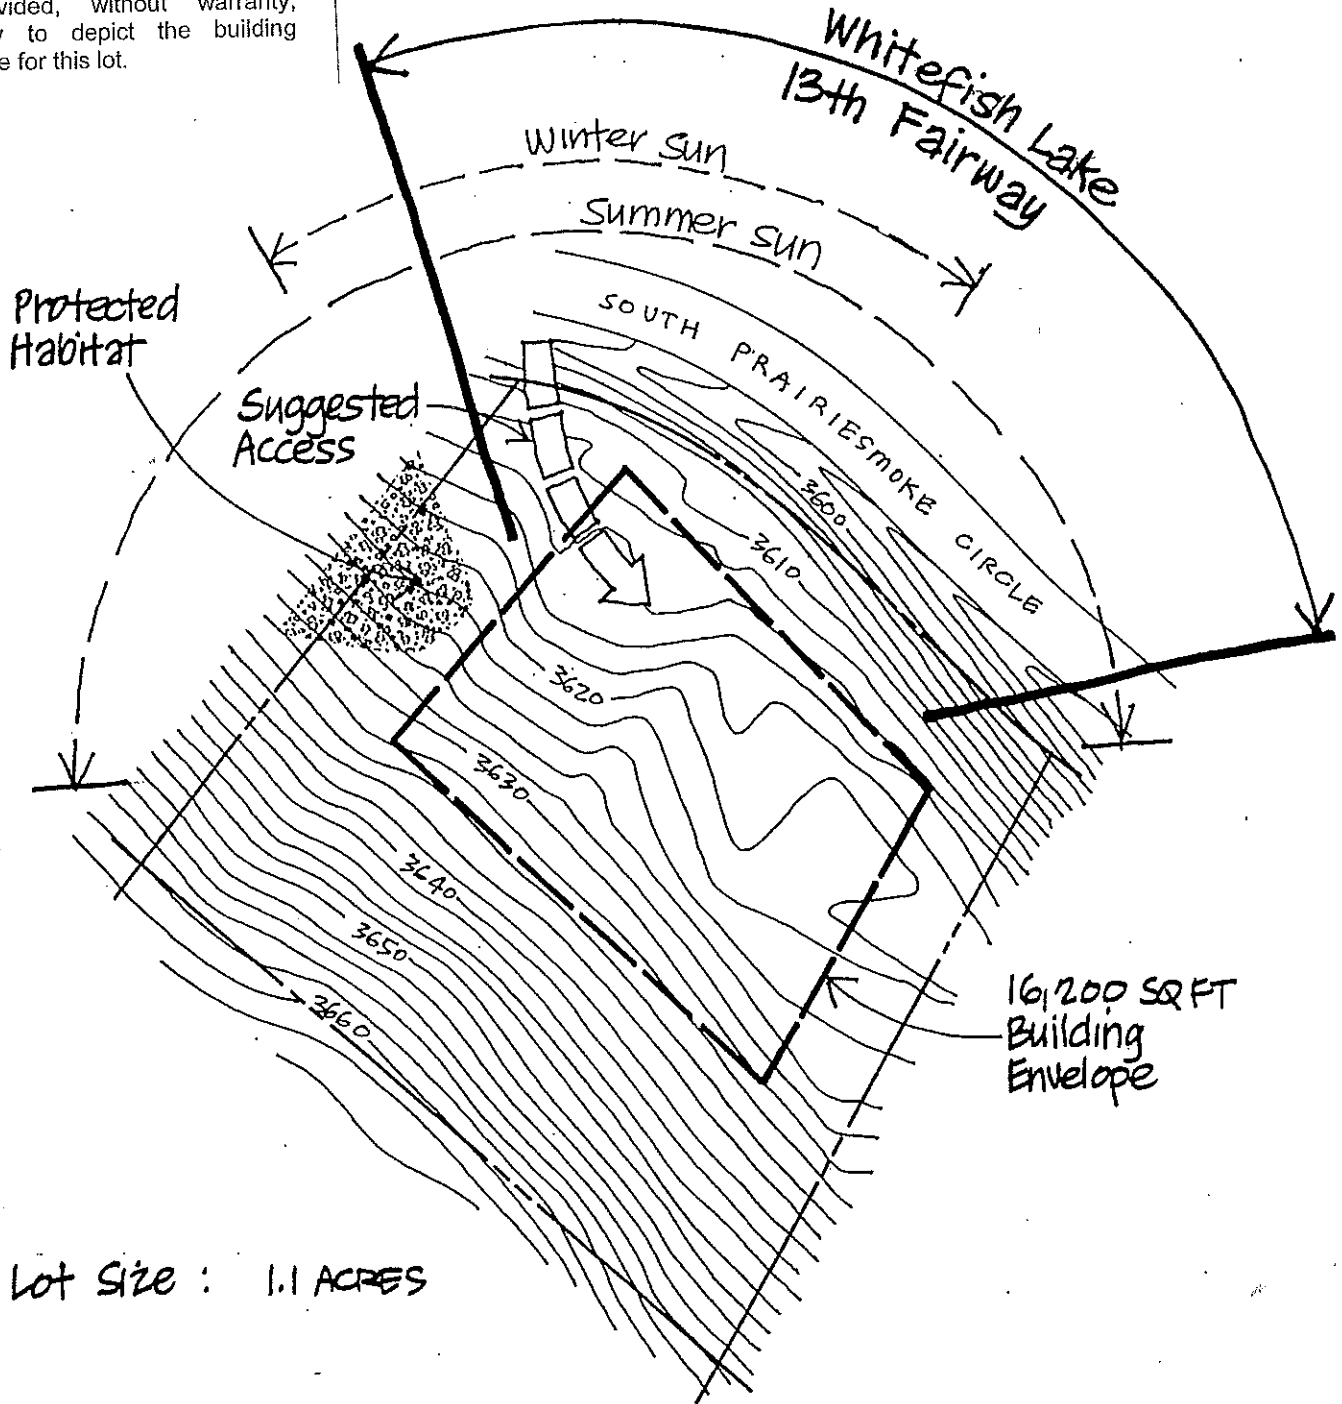 without warranty,
to depict the building
for this lot.
Whitefish Lake
13th Fairway
Winter Sun
Summer Sun
Protected
Habitat
SOUTH PRAIRIESMOKE CIRCLE
Suggested
Access
3600
3610
3620
3630
3640
3650
3660
16,200 SQ FT
Building
Envelope
Lot Size : 1.1 ACRES